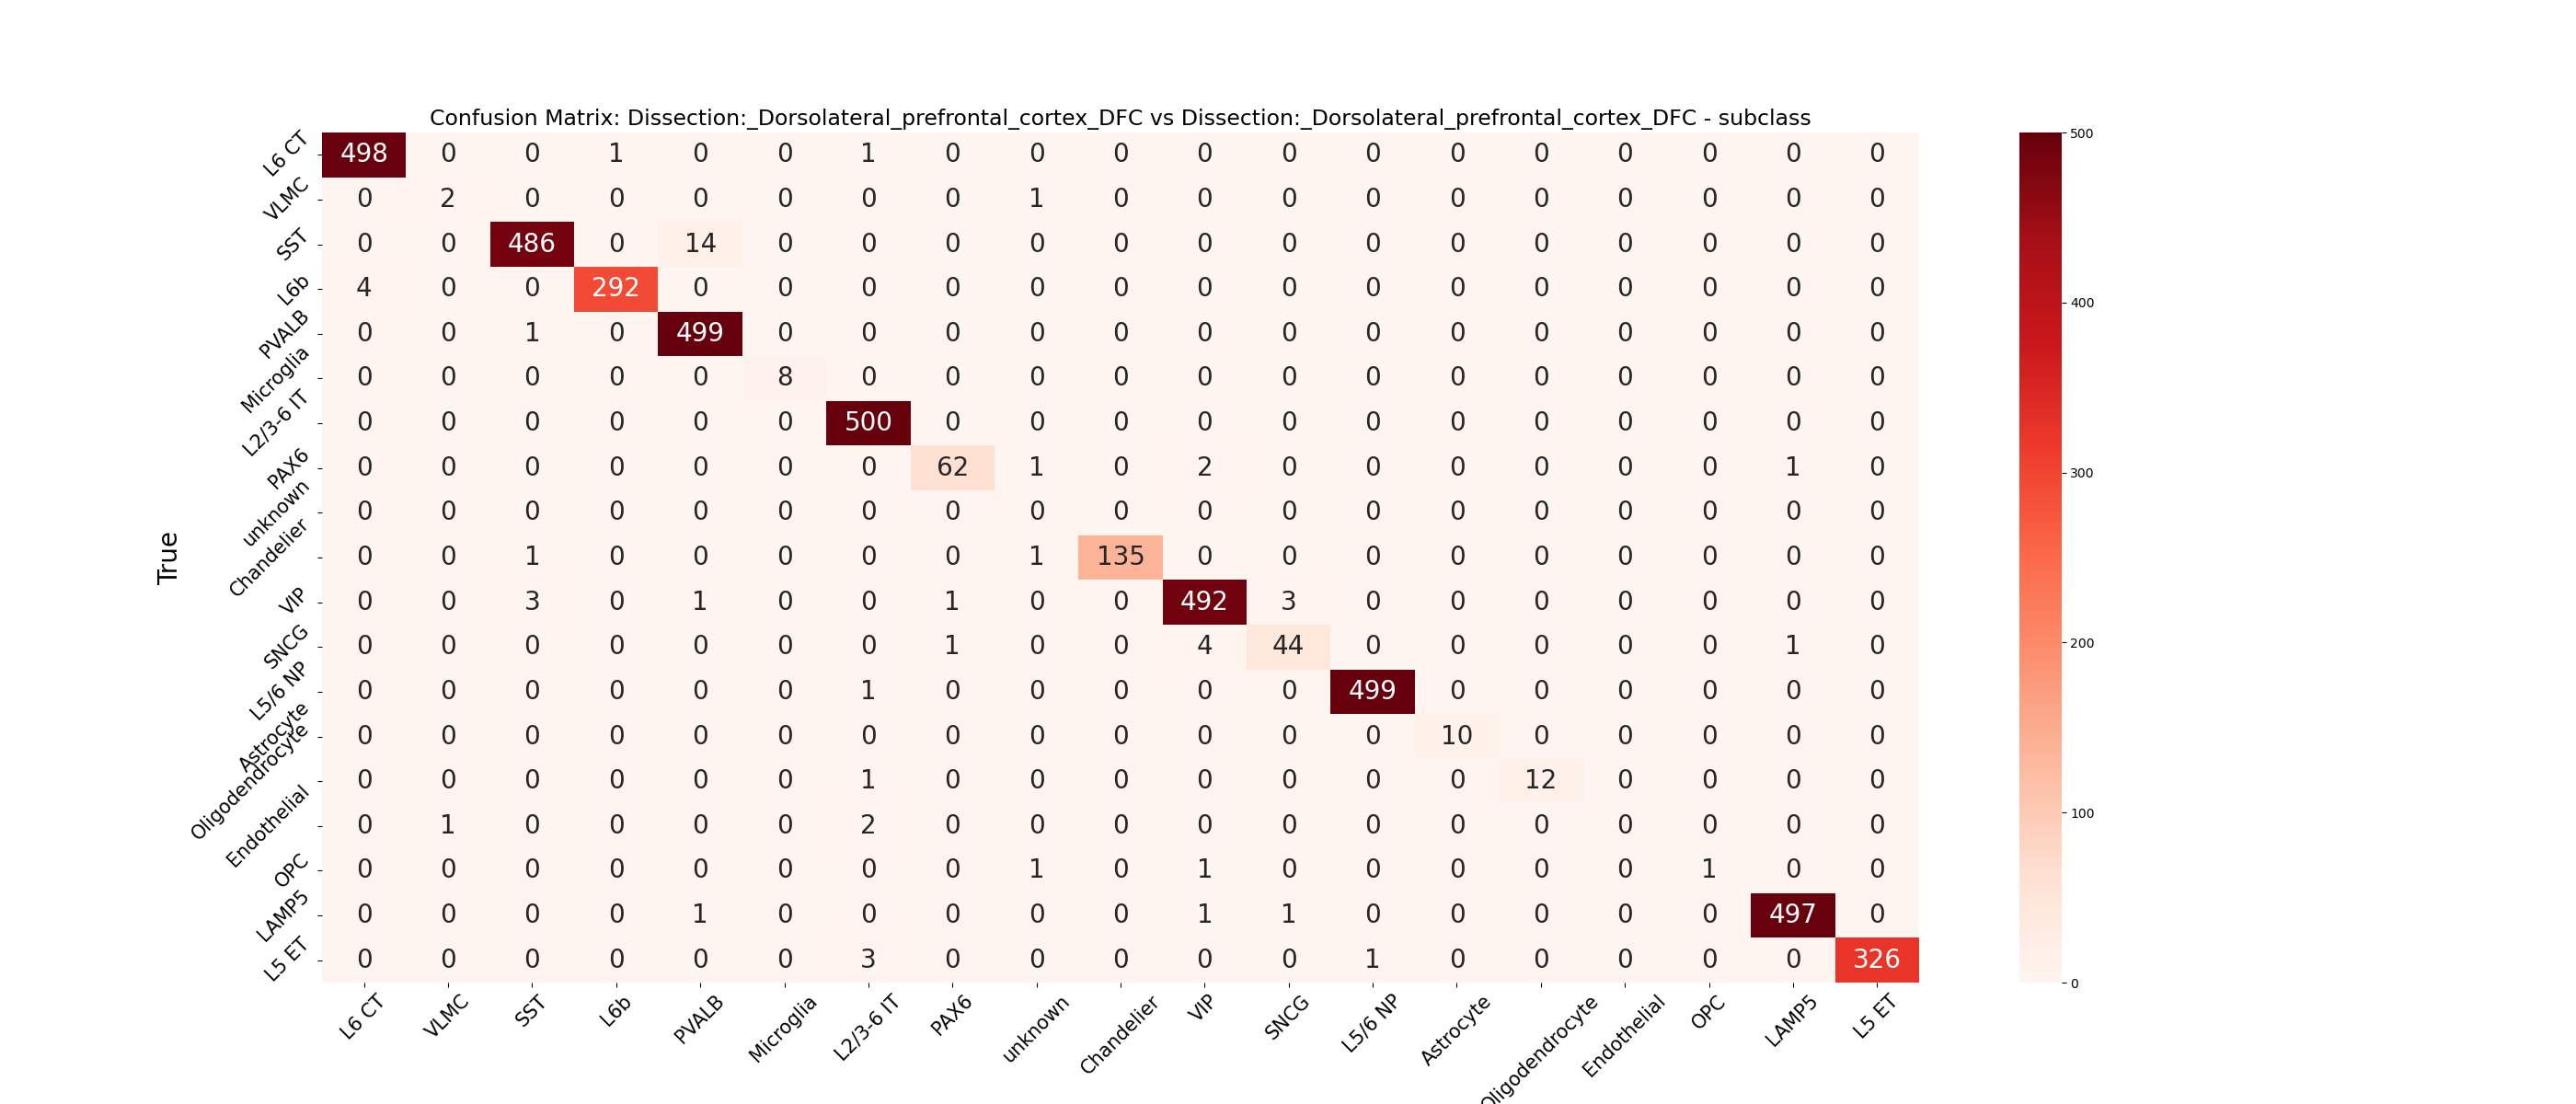 Confusion Matrix: Dissection:_Dorsolateral_prefrontal_cortex_DFC vs Dissection:_Dorsolateral_prefrontal_cortex_DFC - subclass
True
L6 CT 498 0 0 1 0 0 1 0 0 0 0 0 0 0 0 0 0 0 0
VLMC 0 2 0 0 0 0 0 0 1 0 0 0 0 0 0 0 0 0 0
SST 0 0 486 0 14 0 0 0 0 0 0 0 0 0 0 0 0 0 0
L6b 4 0 0 292 0 0 0 0 0 0 0 0 0 0 0 0 0 0 0
PVALB 0 0 1 0 499 0 0 0 0 0 0 0 0 0 0 0 0 0 0
Microglia 0 0 0 0 0 8 0 0 0 0 0 0 0 0 0 0 0 0 0
L2/3-6 IT 0 0 0 0 0 0 500 0 0 0 0 0 0 0 0 0 0 0 0
PAX6 0 0 0 0 0 0 0 62 1 0 2 0 0 0 0 0 0 1 0
unknown 0 0 0 0 0 0 0 0 0 0 0 0 0 0 0 0 0 0 0
Chandelier 0 0 1 0 0 0 0 0 1 135 0 0 0 0 0 0 0 0 0
VIP 0 0 3 0 1 0 0 1 0 0 492 3 0 0 0 0 0 0 0
SNCG 0 0 0 0 0 0 0 1 0 0 4 44 0 0 0 0 0 1 0
L5/6 NP 0 0 0 0 0 0 1 0 0 0 0 0 499 0 0 0 0 0 0
Astrocyte 0 0 0 0 0 0 0 0 0 0 0 0 0 10 0 0 0 0 0
Oligodendrocyte 0 0 0 0 0 0 1 0 0 0 0 0 0 0 12 0 0 0 0
Endothelial 0 1 0 0 0 0 2 0 0 0 0 0 0 0 0 0 0 0 0
OPC 0 0 0 0 0 0 0 0 1 0 1 0 0 0 0 0 1 0 0
LAMP5 0 0 0 0 1 0 0 0 0 0 1 1 0 0 0 0 0 497 0
L5 ET 0 0 0 0 0 0 3 0 0 0 0 0 1 0 0 0 0 0 326
L6 CT VLMC SST L6b PVALB Microglia L2/3-6 IT PAX6 unknown Chandelier VIP SNCG L5/6 NP Astrocyte Oligodendrocyte Endothelial OPC LAMP5 L5 ET
500
400
300
200
100
0